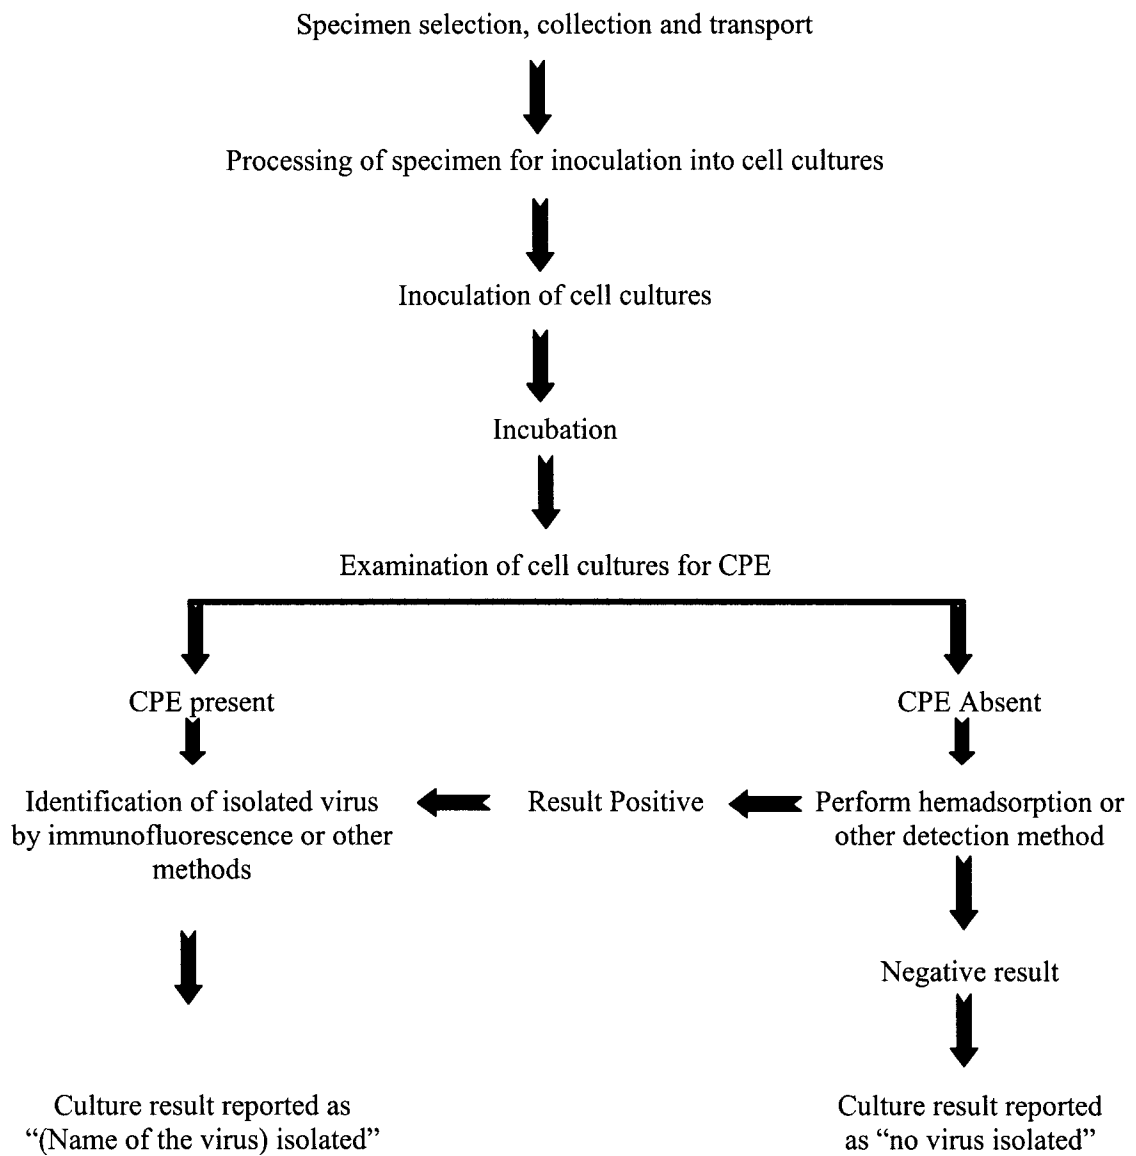 Specimen selection, collection and transport
Processing of specimen for inoculation into cell cultures
Inoculation of cell cultures
Incubation
Examination of cell cultures for CPE
CPE present
CPE Absent
Identification of isolated virus
by immunofluorescence or other
methods
Result Positive
Perform hemadsorption or
other detection method
Negative result
Culture result reported as
“(Name of the virus) isolated”
Culture result reported
as “no virus isolated”